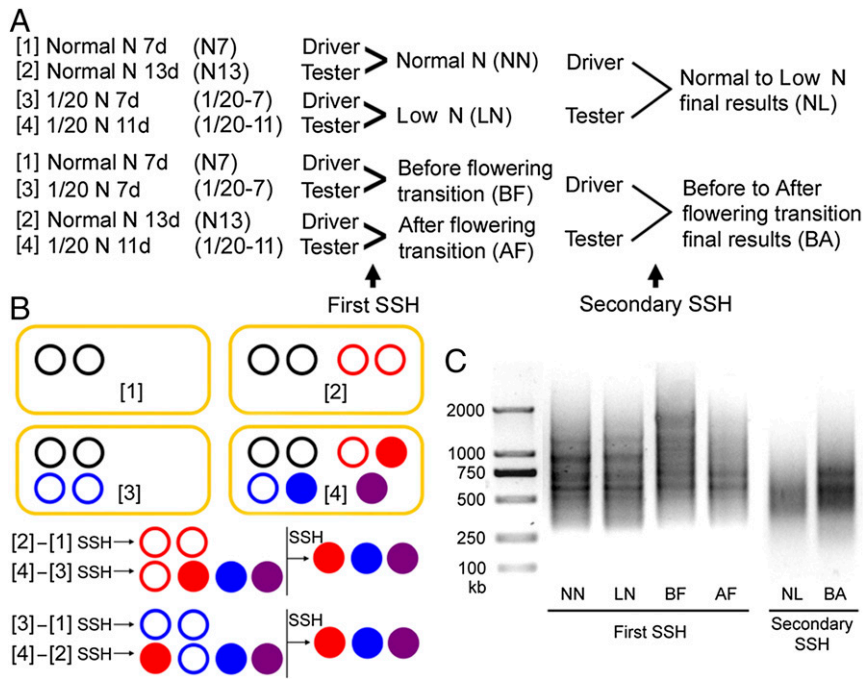 A
[1] Normal N 7d (N7) Driver
[2] Normal N 13d (N13) Tester
Normal N (NN)
[3] 1/20 N 7d (1/20-7) Driver
[4] 1/20 N 11d (1/20-11) Tester
Low N (LN)
Driver
Tester
Normal to Low N
final results (NL)
[1] Normal N 7d (N7) Driver
[3] 1/20 N 7d (1/20-7) Tester
Before flowering
transition (BF)
[2] Normal N 13d (N13) Driver
[4] 1/20 N 11d (1/20-11) Tester
After flowering
transition (AF)
Driver
Tester
Before to After
flowering transition
final results (BA)
First SSH
Secondary SSH
B
[1]
[2]
[3]
[4]
[2]–[1] SSH
[4]–[3] SSH
SSH
[3]–[1] SSH
[4]–[2] SSH
SSH
C
2000
1000
750
500
250
100
kb
NN LN BF AF NL BA
First SSH
Secondary
SSH